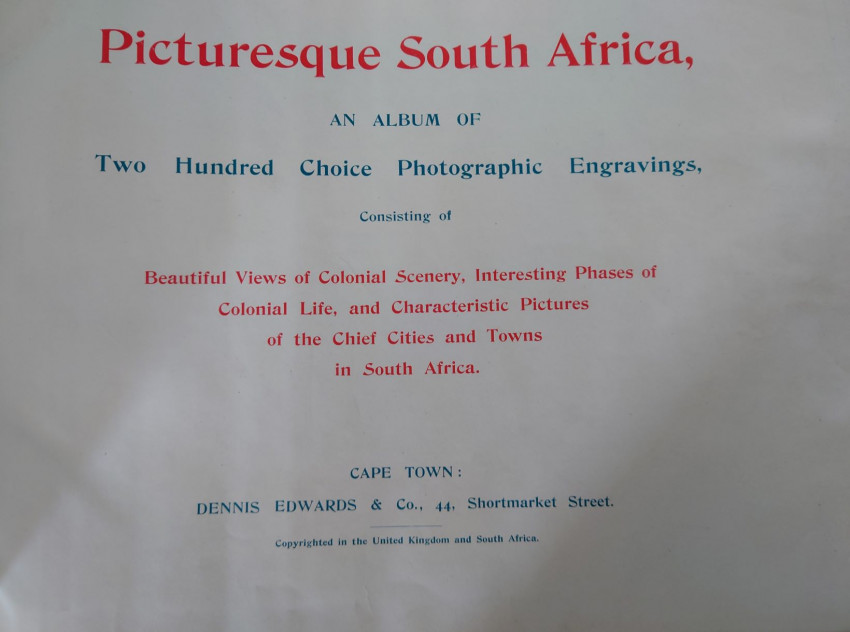 Picturesque South Africa,
AN ALBUM OF
Two Hundred Choice Photographic Engravings,
Consisting of
Beautiful Views of Colonial Scenery, Interesting Phases of
Colonial Life, and Characteristic Pictures
of the Chief Cities and Towns
in South Africa.
CAPE TOWN:
DENNIS EDWARDS & Co., 44, Shortmarket Street.
Copyrighted in the United Kingdom and South Africa.